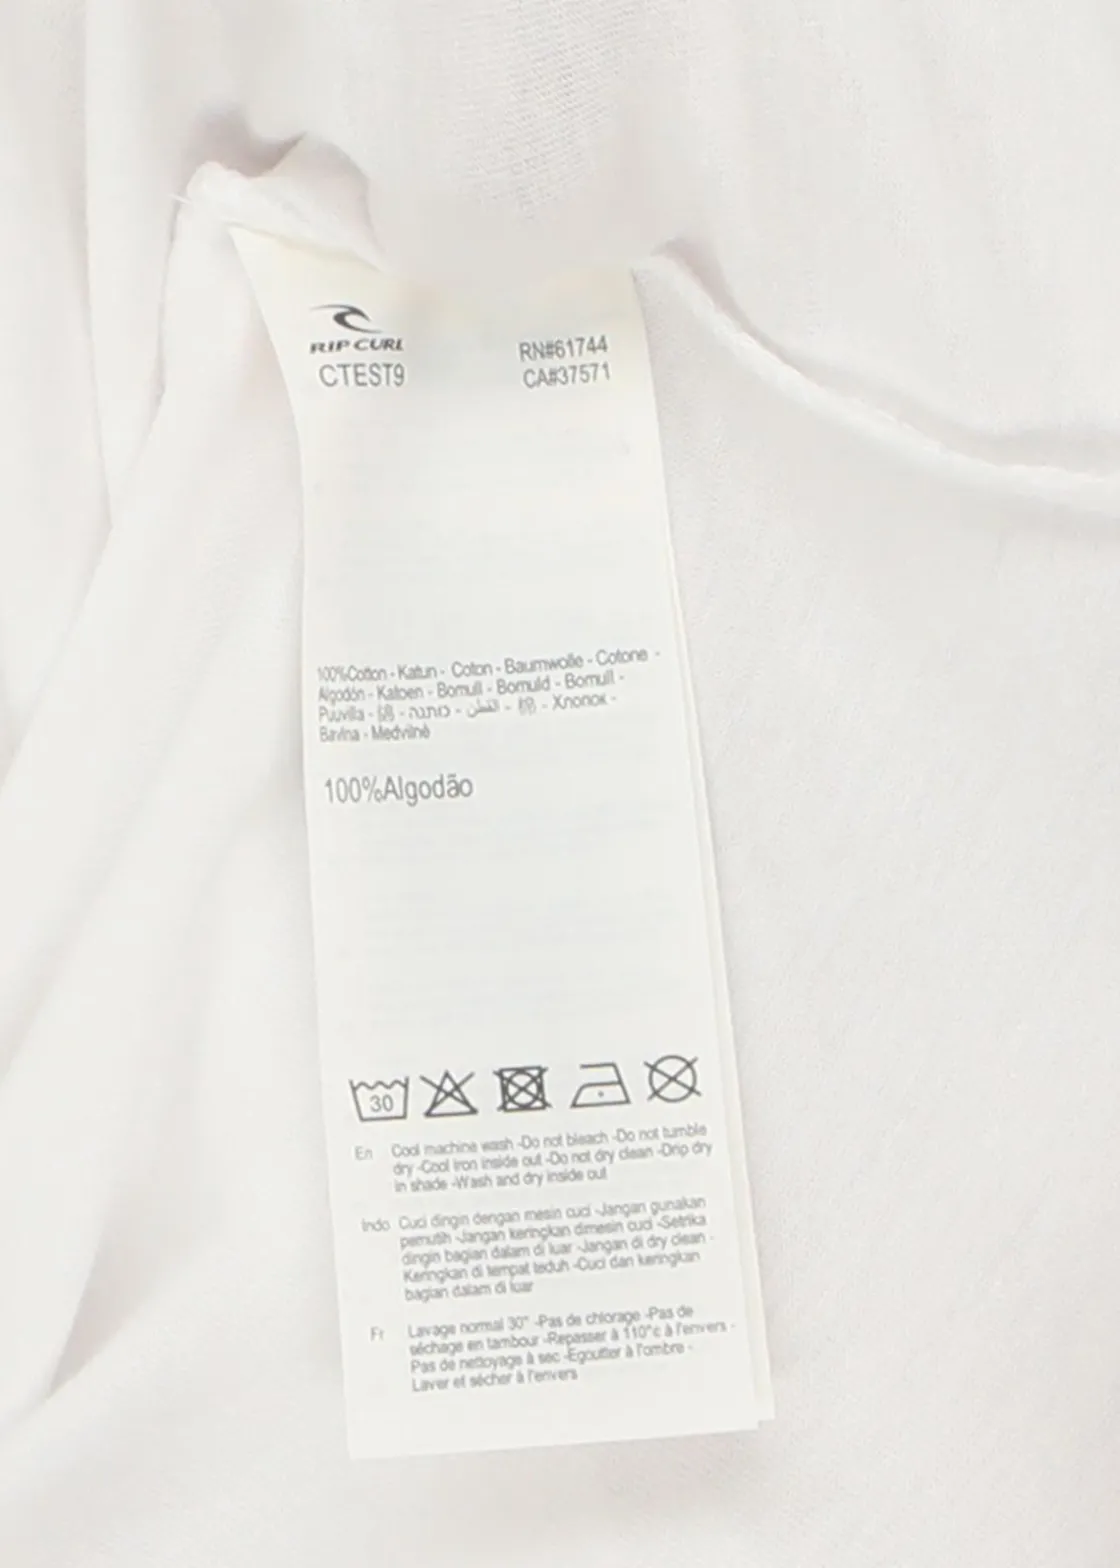 RIP CURL
CTEST9
RN#61744
CA#37571
100%Cotton - Katun - Coton - Baumwolle - Cotone -
Algodón - Katoen - Bomull - Bomuld - Bomull -
Puuvilla - 綿 - כותנה - القطن - 棉 - Хлопок -
Bavlna - Medvilnė
100%Algodão
30
En Cool machine wash -Do not bleach -Do not tumble
dry -Cool iron inside out -Do not dry clean -Drip dry
in shade -Wash and dry inside out
Indo Cuci dingin dengan mesin cuci -Jangan gunakan
pemutih -Jangan keringkan dimesin cuci -Setrika
dingin bagian dalam di luar -Jangan di dry clean -
Keringkan di tempat teduh -Cuci dan keringkan
bagian dalam di luar
Fr Lavage normal 30° -Pas de chlorage -Pas de
séchage en tambour -Repasser à 110°c à l'envers -
Pas de nettoyage à sec -Egoutter à l'ombre -
Laver et sécher à l'envers